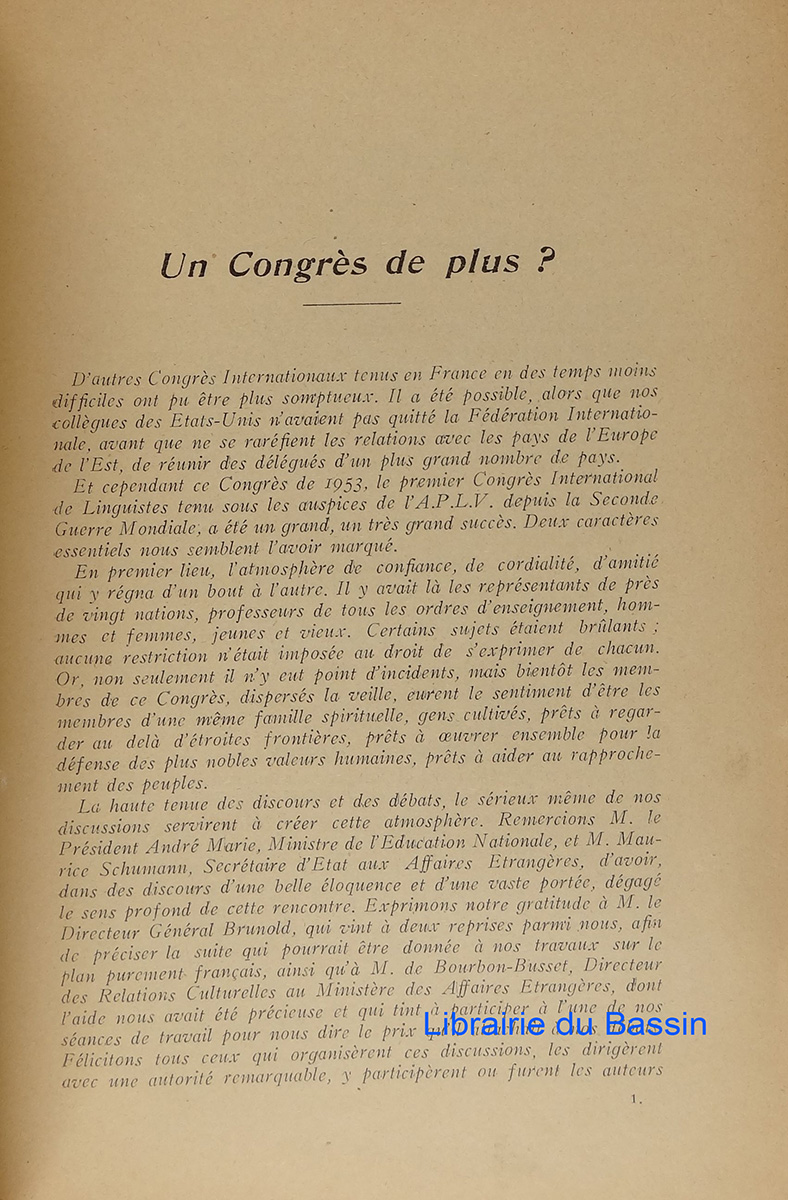 Un Congrès de plus ?
D'autres Congrès Internationaux tenus en France en des temps moins
difficiles ont pu être plus somptueux. Il a été possible, alors que nos
collègues des Etats-Unis n'avaient pas quitté la Fédération Internatio-
nale, avant que ne se raréfient les relations avec les pays de l'Europe
de l'Est, de réunir des délégués d'un plus grand nombre de pays.
Et cependant ce Congrès de 1953, le premier Congrès International
de Linguistes tenu sous les auspices de l'A.P.L.V. depuis la Seconde
Guerre Mondiale, a été un grand, un très grand succès. Deux caractères
essentiels nous semblent l'avoir marqué.
En premier lieu, l'atmosphère de confiance, de cordialité, d'amitié
qui y régna d'un bout à l'autre. Il y avait là les représentants de près
de vingt nations, professeurs de tous les ordres d'enseignement, hom-
mes et femmes, jeunes et vieux. Certains sujets étaient brûlants ;
aucune restriction n'était imposée au droit de s'exprimer de chacun.
Or, non seulement il n'y eut point d'incidents, mais bientôt les mem-
bres de ce Congrès, dispersés la veille, eurent le sentiment d'être les
membres d'une même famille spirituelle, gens cultivés, prêts à regar-
der au delà d'étroites frontières, prêts à œuvrer ensemble pour la
défense des plus nobles valeurs humaines, prêts à aider au rapproche-
ment des peuples.
La haute tenue des discours et des débats, le sérieux même de nos
discussions servirent à créer cette atmosphère. Remercions M. le
Président André Marie, Ministre de l'Education Nationale, et M. Mau-
rice Schumann, Secrétaire d'Etat aux Affaires Etrangères, d'avoir,
dans des discours d'une belle éloquence et d'une vaste portée, dégagé
le sens profond de cette rencontre. Exprimons notre gratitude à M. le
Directeur Général Brunold, qui vint à deux reprises parmi nous, afin
de préciser la suite qui pourrait être donnée à nos travaux sur le
plan purement français, ainsi qu'à M. de Bourbon-Busset, Directeur
des Relations Culturelles au Ministère des Affaires Etrangères, dont
l'aide nous avait été précieuse et qui tint à participer à l'une de nos
séances de travail pour nous dire le prix
Félicitons tous ceux qui organisèrent ces discussions, les dirigèrent
avec une autorité remarquable, y participèrent ou furent les auteurs
1.
Librairie du Bassin